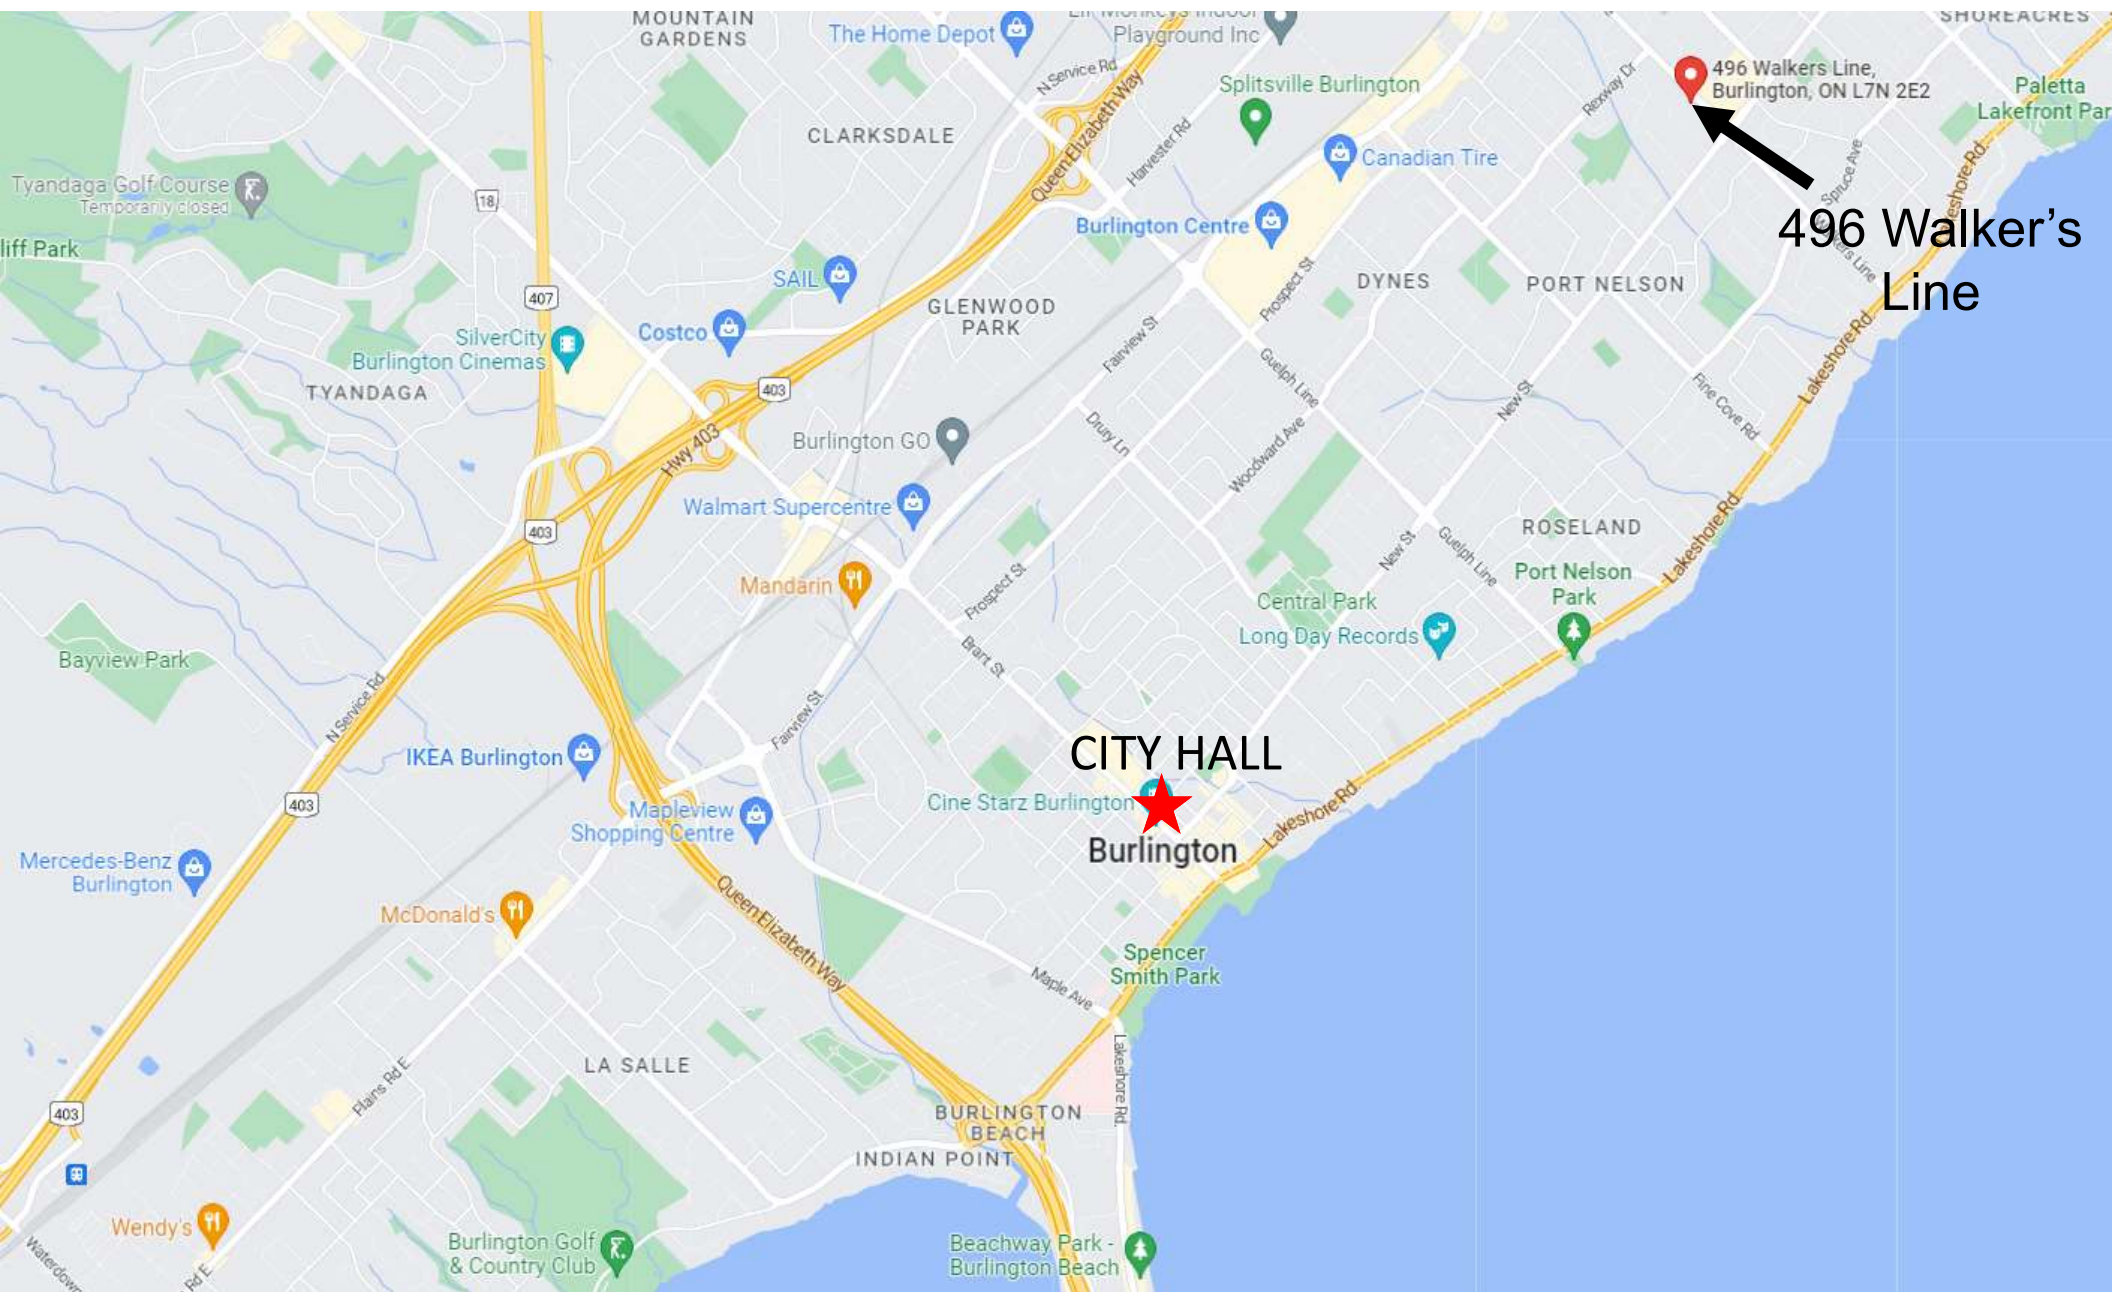 MOUNTAIN
GARDENS
The Home Depot
Playground Inc
SHOREACRES
N Service Rd
Queen Elizabeth Way
Splitsville Burlington
Rexway Dr
496 Walkers Line,
Burlington, ON L7N 2E2
Paletta
Lakefront Par
CLARKSDALE
Harvester Rd
Canadian Tire
Spruce Ave
Lakeshore Rd.
Tyandaga Golf Course
Temporarily closed
18
liff Park
Burlington Centre
496 Walker's
Line
SAIL
407
GLENWOOD
PARK
Prospect St
DYNES
PORT NELSON
Costco
SilverCity
Burlington Cinemas
Fairview St
Guelph Line
Lakeshore Rd.
TYANDAGA
403
New St
Fine Cove Rd
Hwy 403
Burlington GO
Drury Ln
Woodward Ave
Walmart Supercentre
403
ROSELAND
Lakeshore Rd
New St
Guelph Line
Mandarin
Prospect St
Port Nelson
Park
Central Park
Long Day Records
Brant St
Bayview Park
N Service Rd
Fairview St
IKEA Burlington
CITY HALL
403
Mapleview
Shopping Centre
Cine Starz Burlington
Lakeshore Rd.
Burlington
Mercedes-Benz
Burlington
McDonald's
Queen Elizabeth Way
Spencer
Smith Park
Maple Ave
LA SALLE
Lakeshore Rd.
Plains Rd E
403
BURLINGTON
BEACH
INDIAN POINT
Wendy's
Burlington Golf
& Country Club
Beachway Park -
Burlington Beach
Rd E